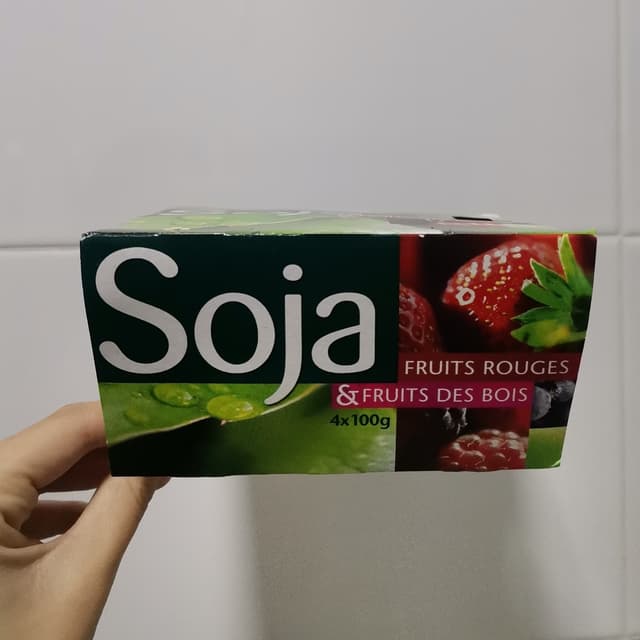 Soja
FRUITS ROUGES
& FRUITS DES BOIS
4x100g